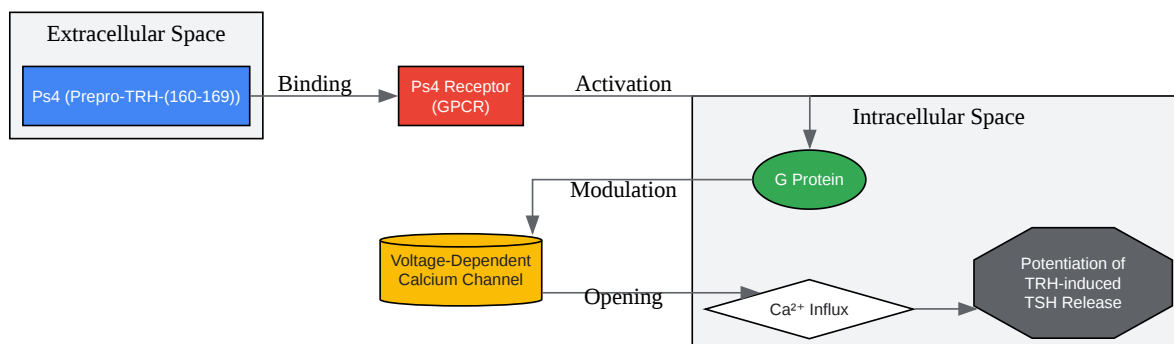 Extracellular Space
Ps4 (Prepro-TRH-(160-169))
Binding
Ps4 Receptor
(GPCR)
Activation
Intracellular Space
G Protein
Modulation
Voltage-Dependent
Calcium Channel
Opening
Ca²⁺ Influx
Potentiation of
TRH-induced
TSH Release